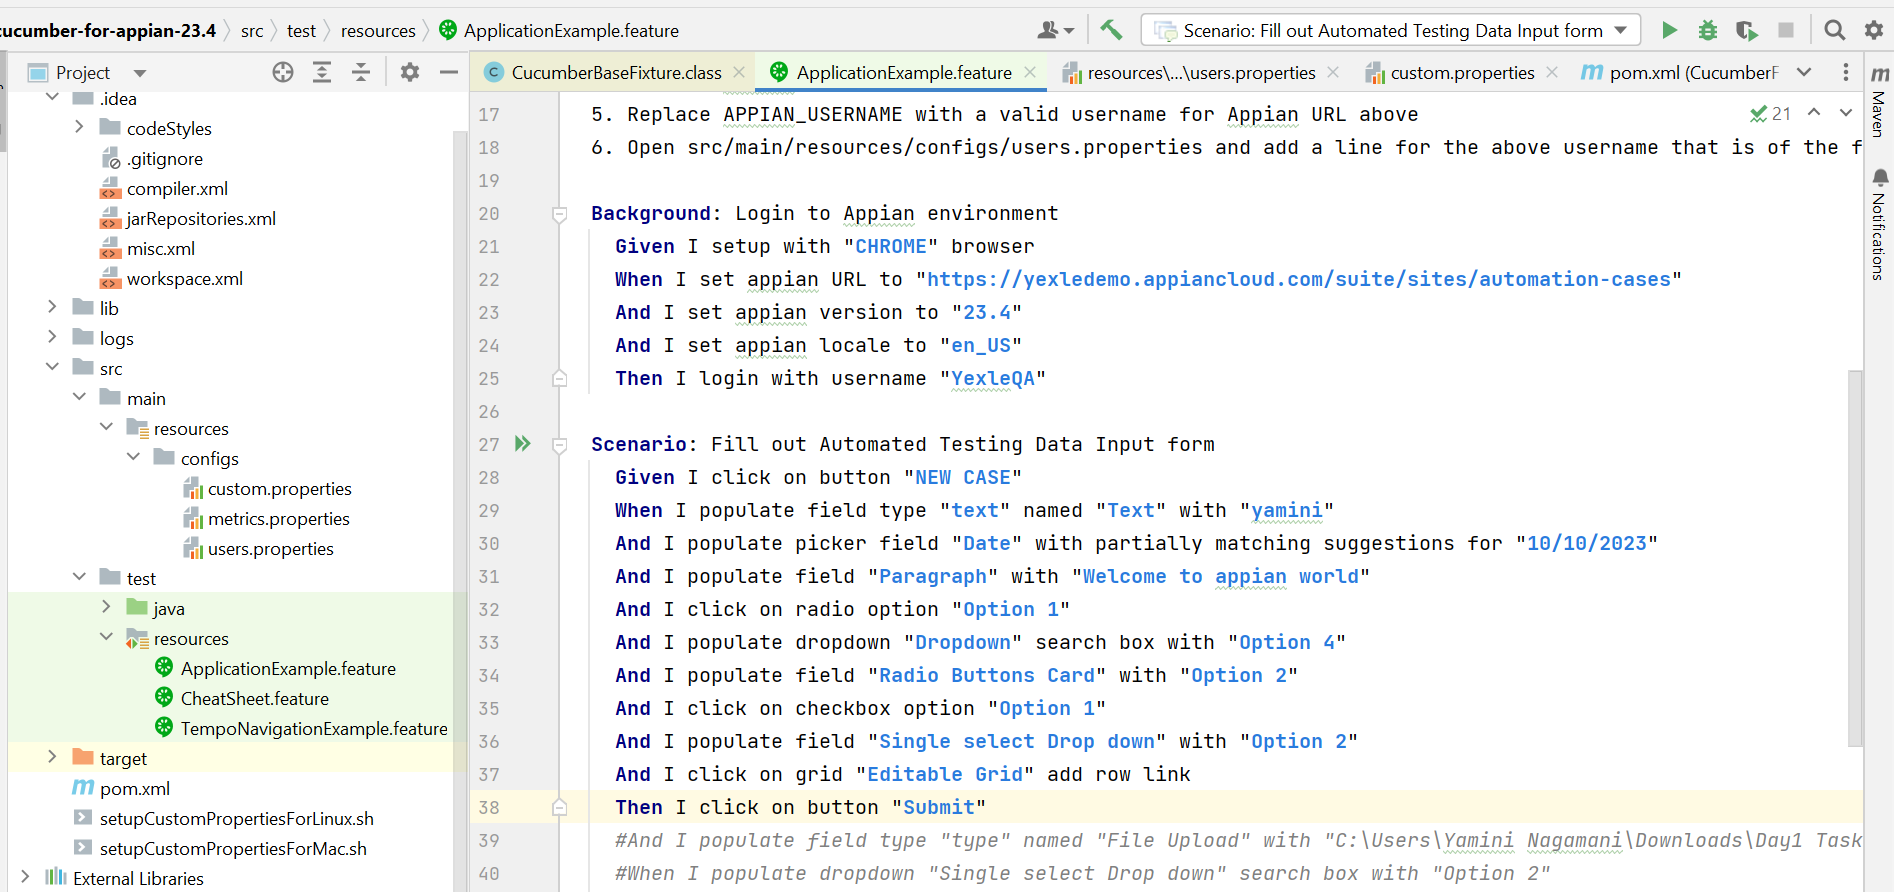 cucumber-for-appian-23.4 src test resources ApplicationExample.feature
Scenario: Fill out Automated Testing Data Input form
Project
CucumberBaseFixture.class ApplicationExample.feature resources\...\users.properties custom.properties pom.xml (CucumberF
.idea
codeStyles
.gitignore
compiler.xml
jarRepositories.xml
misc.xml
workspace.xml
lib
logs
src
main
resources
configs
custom.properties
metrics.properties
users.properties
test
java
resources
ApplicationExample.feature
CheatSheet.feature
TempoNavigationExample.feature
target
pom.xml
setupCustomPropertiesForLinux.sh
setupCustomPropertiesForMac.sh
External Libraries
17 5. Replace APPIAN_USERNAME with a valid username for Appian URL above
21
18 6. Open src/main/resources/configs/users.properties and add a line for the above username that is of the f
19
20 Background: Login to Appian environment
21 Given I setup with "CHROME" browser
22 When I set appian URL to "https://yexledemo.appiancloud.com/suite/sites/automation-cases"
23 And I set appian version to "23.4"
24 And I set appian locale to "en_US"
25 Then I login with username "YexleQA"
26
27 Scenario: Fill out Automated Testing Data Input form
28 Given I click on button "NEW CASE"
29 When I populate field type "text" named "Text" with "yamini"
30 And I populate picker field "Date" with partially matching suggestions for "10/10/2023"
31 And I populate field "Paragraph" with "Welcome to appian world"
32 And I click on radio option "Option 1"
33 And I populate dropdown "Dropdown" search box with "Option 4"
34 And I populate field "Radio Buttons Card" with "Option 2"
35 And I click on checkbox option "Option 1"
36 And I populate field "Single select Drop down" with "Option 2"
37 And I click on grid "Editable Grid" add row link
38 Then I click on button "Submit"
39 #And I populate field type "type" named "File Upload" with "C:\Users\Yamini Nagamani\Downloads\Day1 Task
40 #When I populate dropdown "Single select Drop down" search box with "Option 2"
m
Maven
Notifications